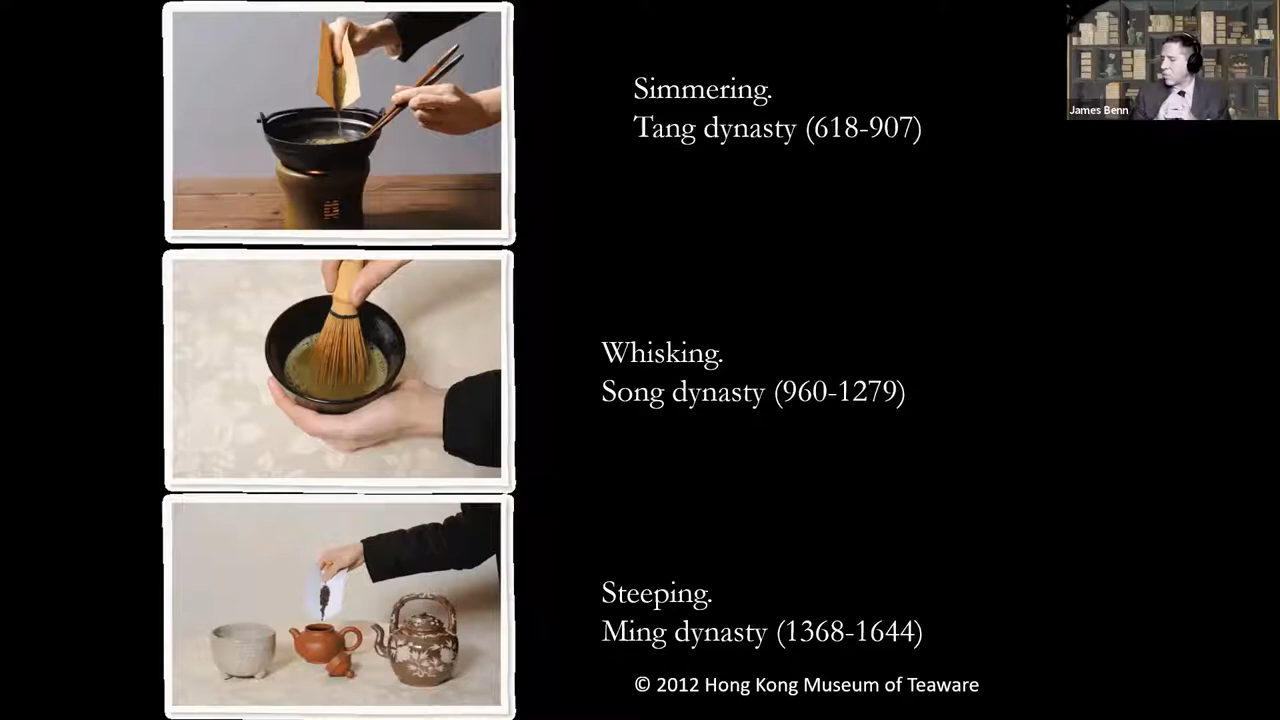 James Benn
Simmering.
Tang dynasty (618-907)
Whisking.
Song dynasty (960-1279)
Steeping.
Ming dynasty (1368-1644)
© 2012 Hong Kong Museum of Teaware